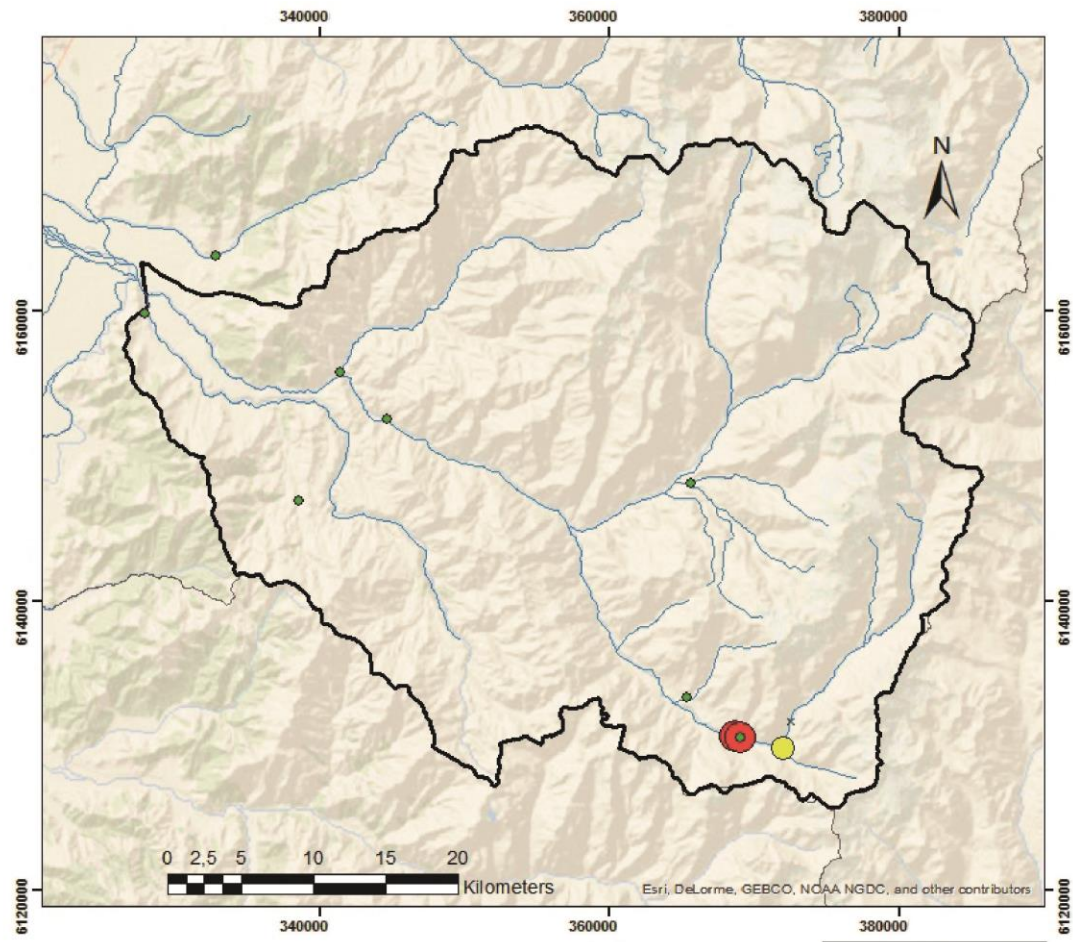 340000 360000 380000
N
6160000 6160000
6140000 6140000
0 2,5 5 10 15 20
Kilometers
Esri, DeLorme, GEBCO, NOAA NGDC, and other contributors
6120000 6120000
340000 360000 380000